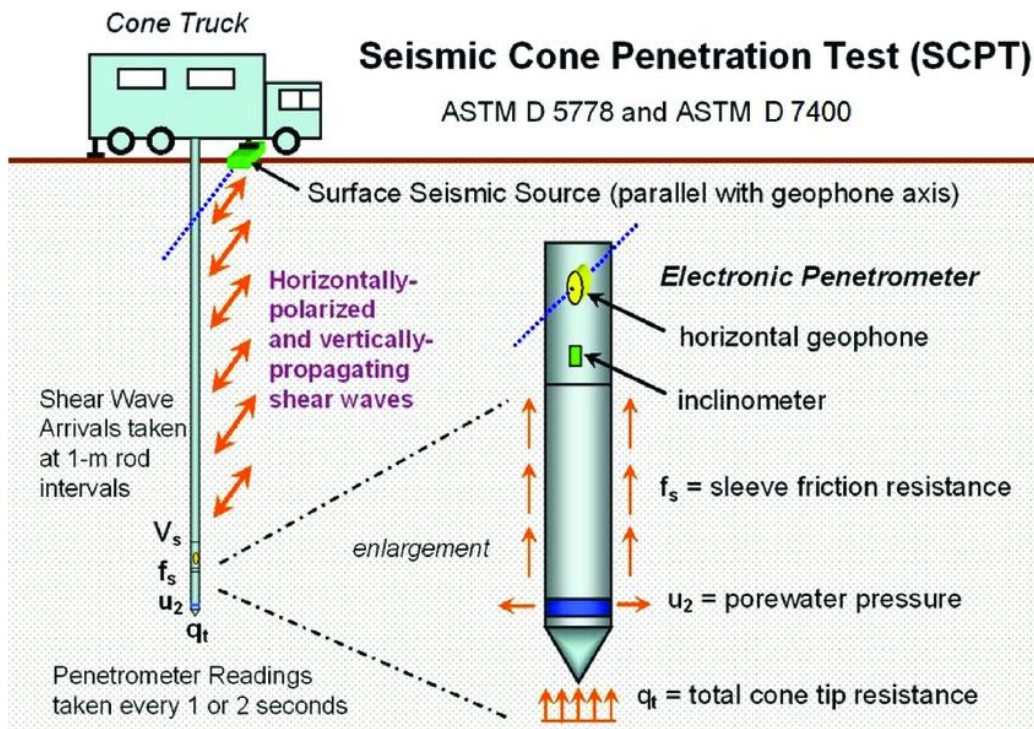 Cone Truck
Seismic Cone Penetration Test (SCPT)
ASTM D 5778 and ASTM D 7400
Surface Seismic Source (parallel with geophone axis)
Horizontally-
polarized
and vertically-
propagating
shear waves
Electronic Penetrometer
horizontal geophone
inclinometer
Shear Wave
Arrivals taken
at 1-m rod
intervals
fs = sleeve friction resistance
enlargement
Vs
fs
u2
qt
u2 = porewater pressure
Penetrometer Readings
taken every 1 or 2 seconds
qt = total cone tip resistance